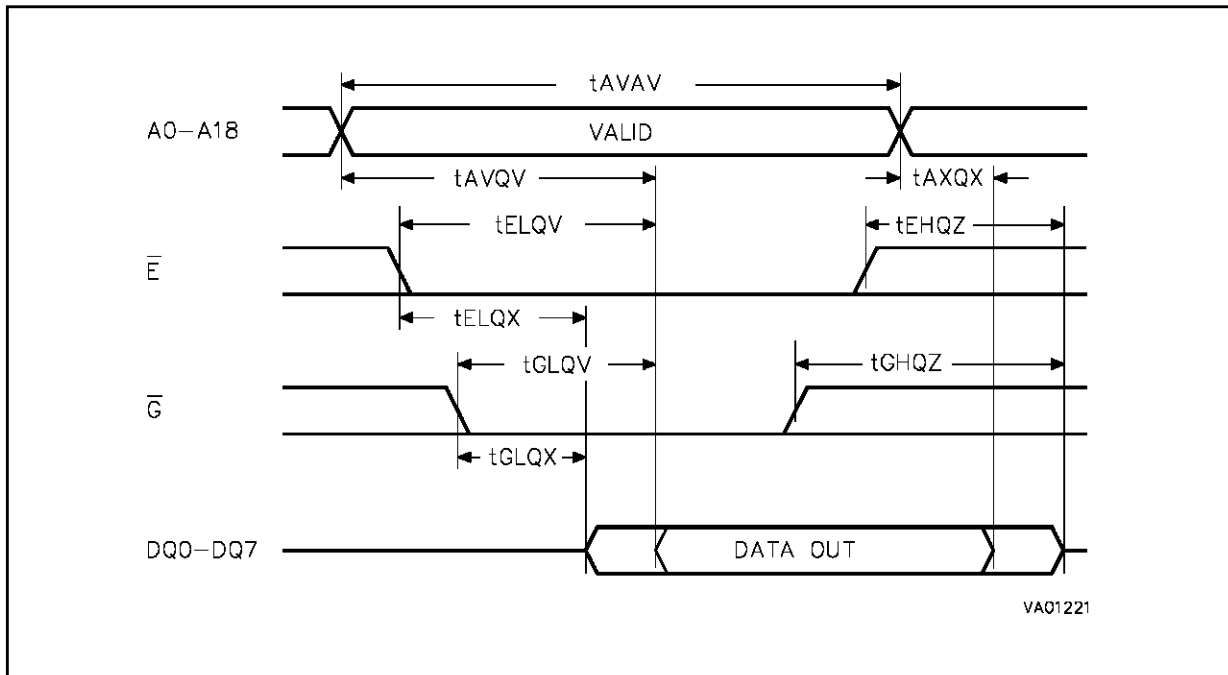 tAVAV
A0-A18
VALID
tAVQV
tAXQX
tELQV
tEHQZ
E̅
tELQX
tGLQV
tGHQZ
G̅
tGLQX
DQ0-DQ7
DATA OUT
VA01221